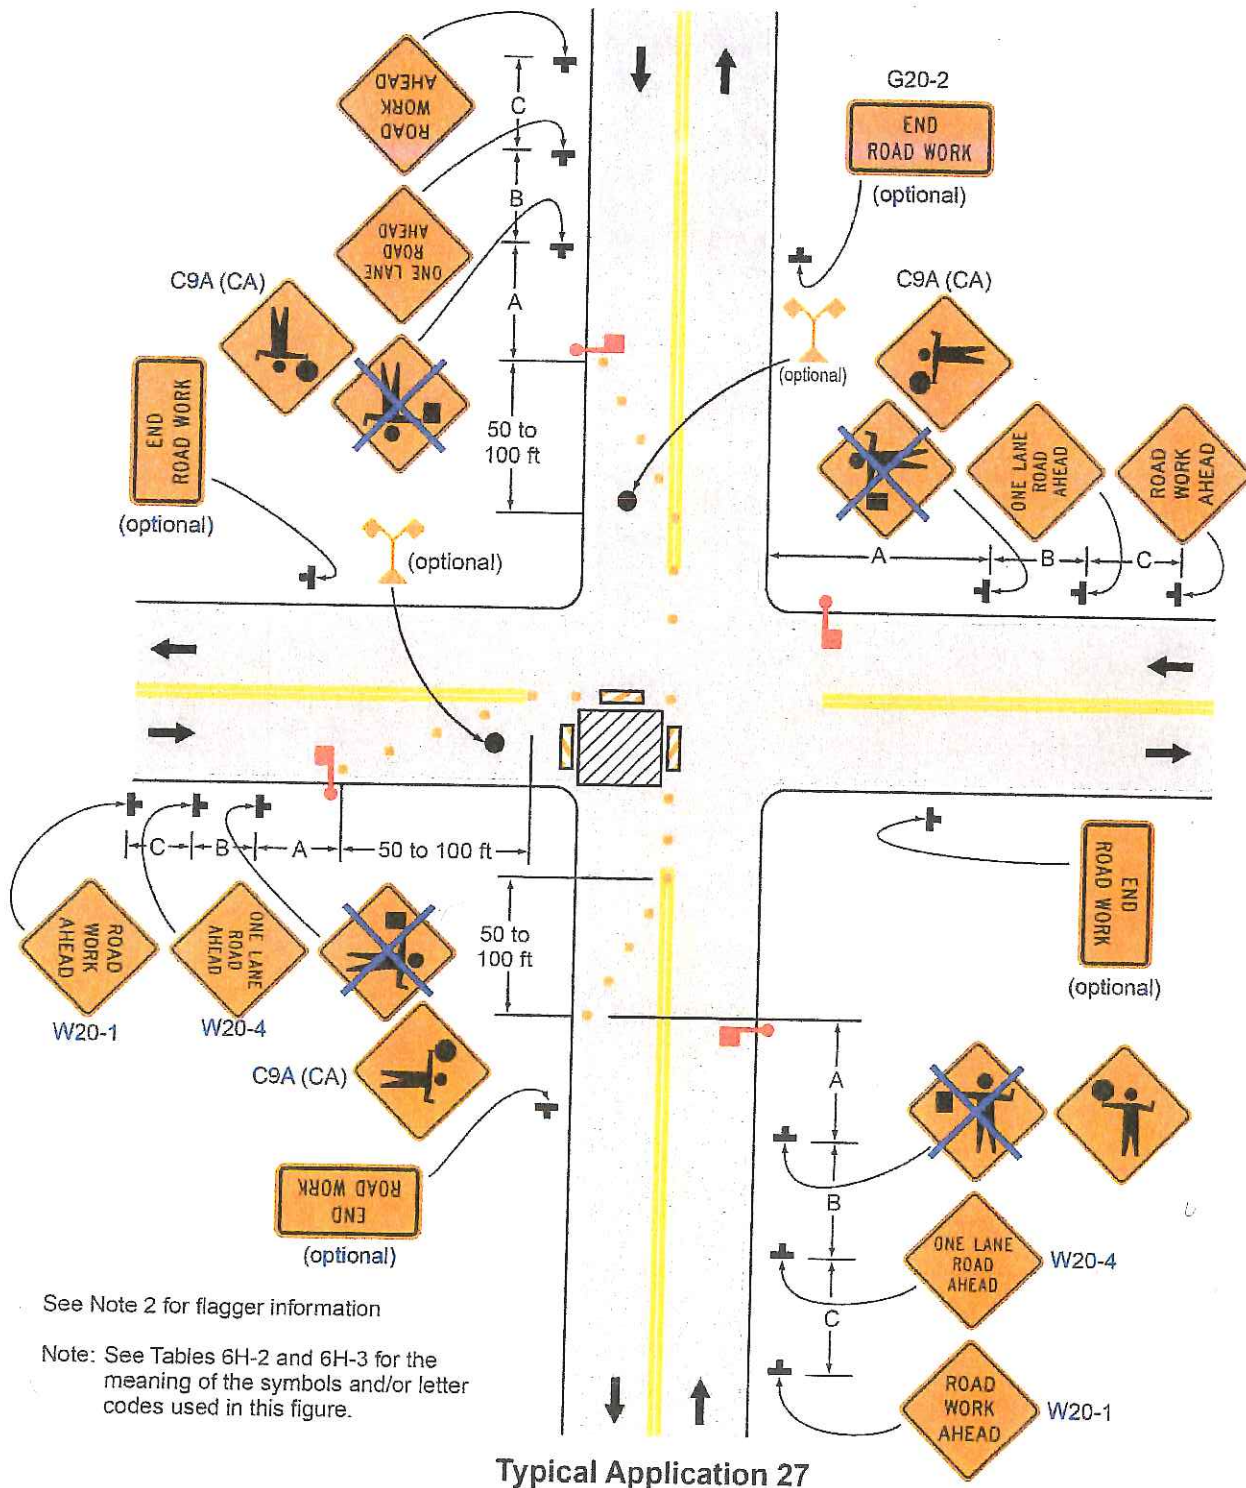 ROAD
WORK
AHEAD
C
G20-2
END
ROAD WORK
(optional)
B
ONE LANE
ROAD
AHEAD
C9A (CA)
A
C9A (CA)
(optional)
END
ROAD WORK
(optional)
50 to
100 ft
ONE LANE
ROAD
AHEAD
ROAD
WORK
AHEAD
(optional)
A
B
C
C
B
A
50 to 100 ft
ROAD
WORK
AHEAD
W20-1
ONE LANE
ROAD
AHEAD
W20-4
50 to
100 ft
END
ROAD WORK
(optional)
C9A (CA)
A
END
ROAD WORK
(optional)
B
ONE LANE
ROAD
AHEAD
W20-4
C
See Note 2 for flagger information
Note: See Tables 6H-2 and 6H-3 for the
meaning of the symbols and/or letter
codes used in this figure.
ROAD
WORK
AHEAD
W20-1
Typical Application 27